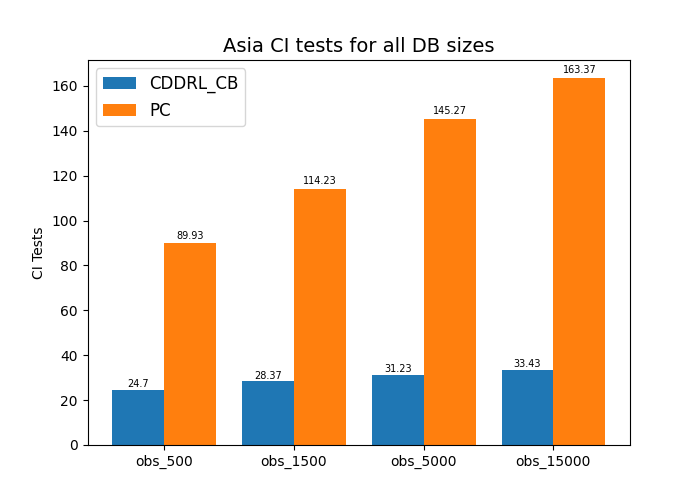 Asia CI tests for all DB sizes
CDDRL_CB
PC
CI Tests
160
140
120
100
80
60
40
20
0
24.7
89.93
28.37
114.23
31.23
145.27
33.43
163.37
obs_500
obs_1500
obs_5000
obs_15000